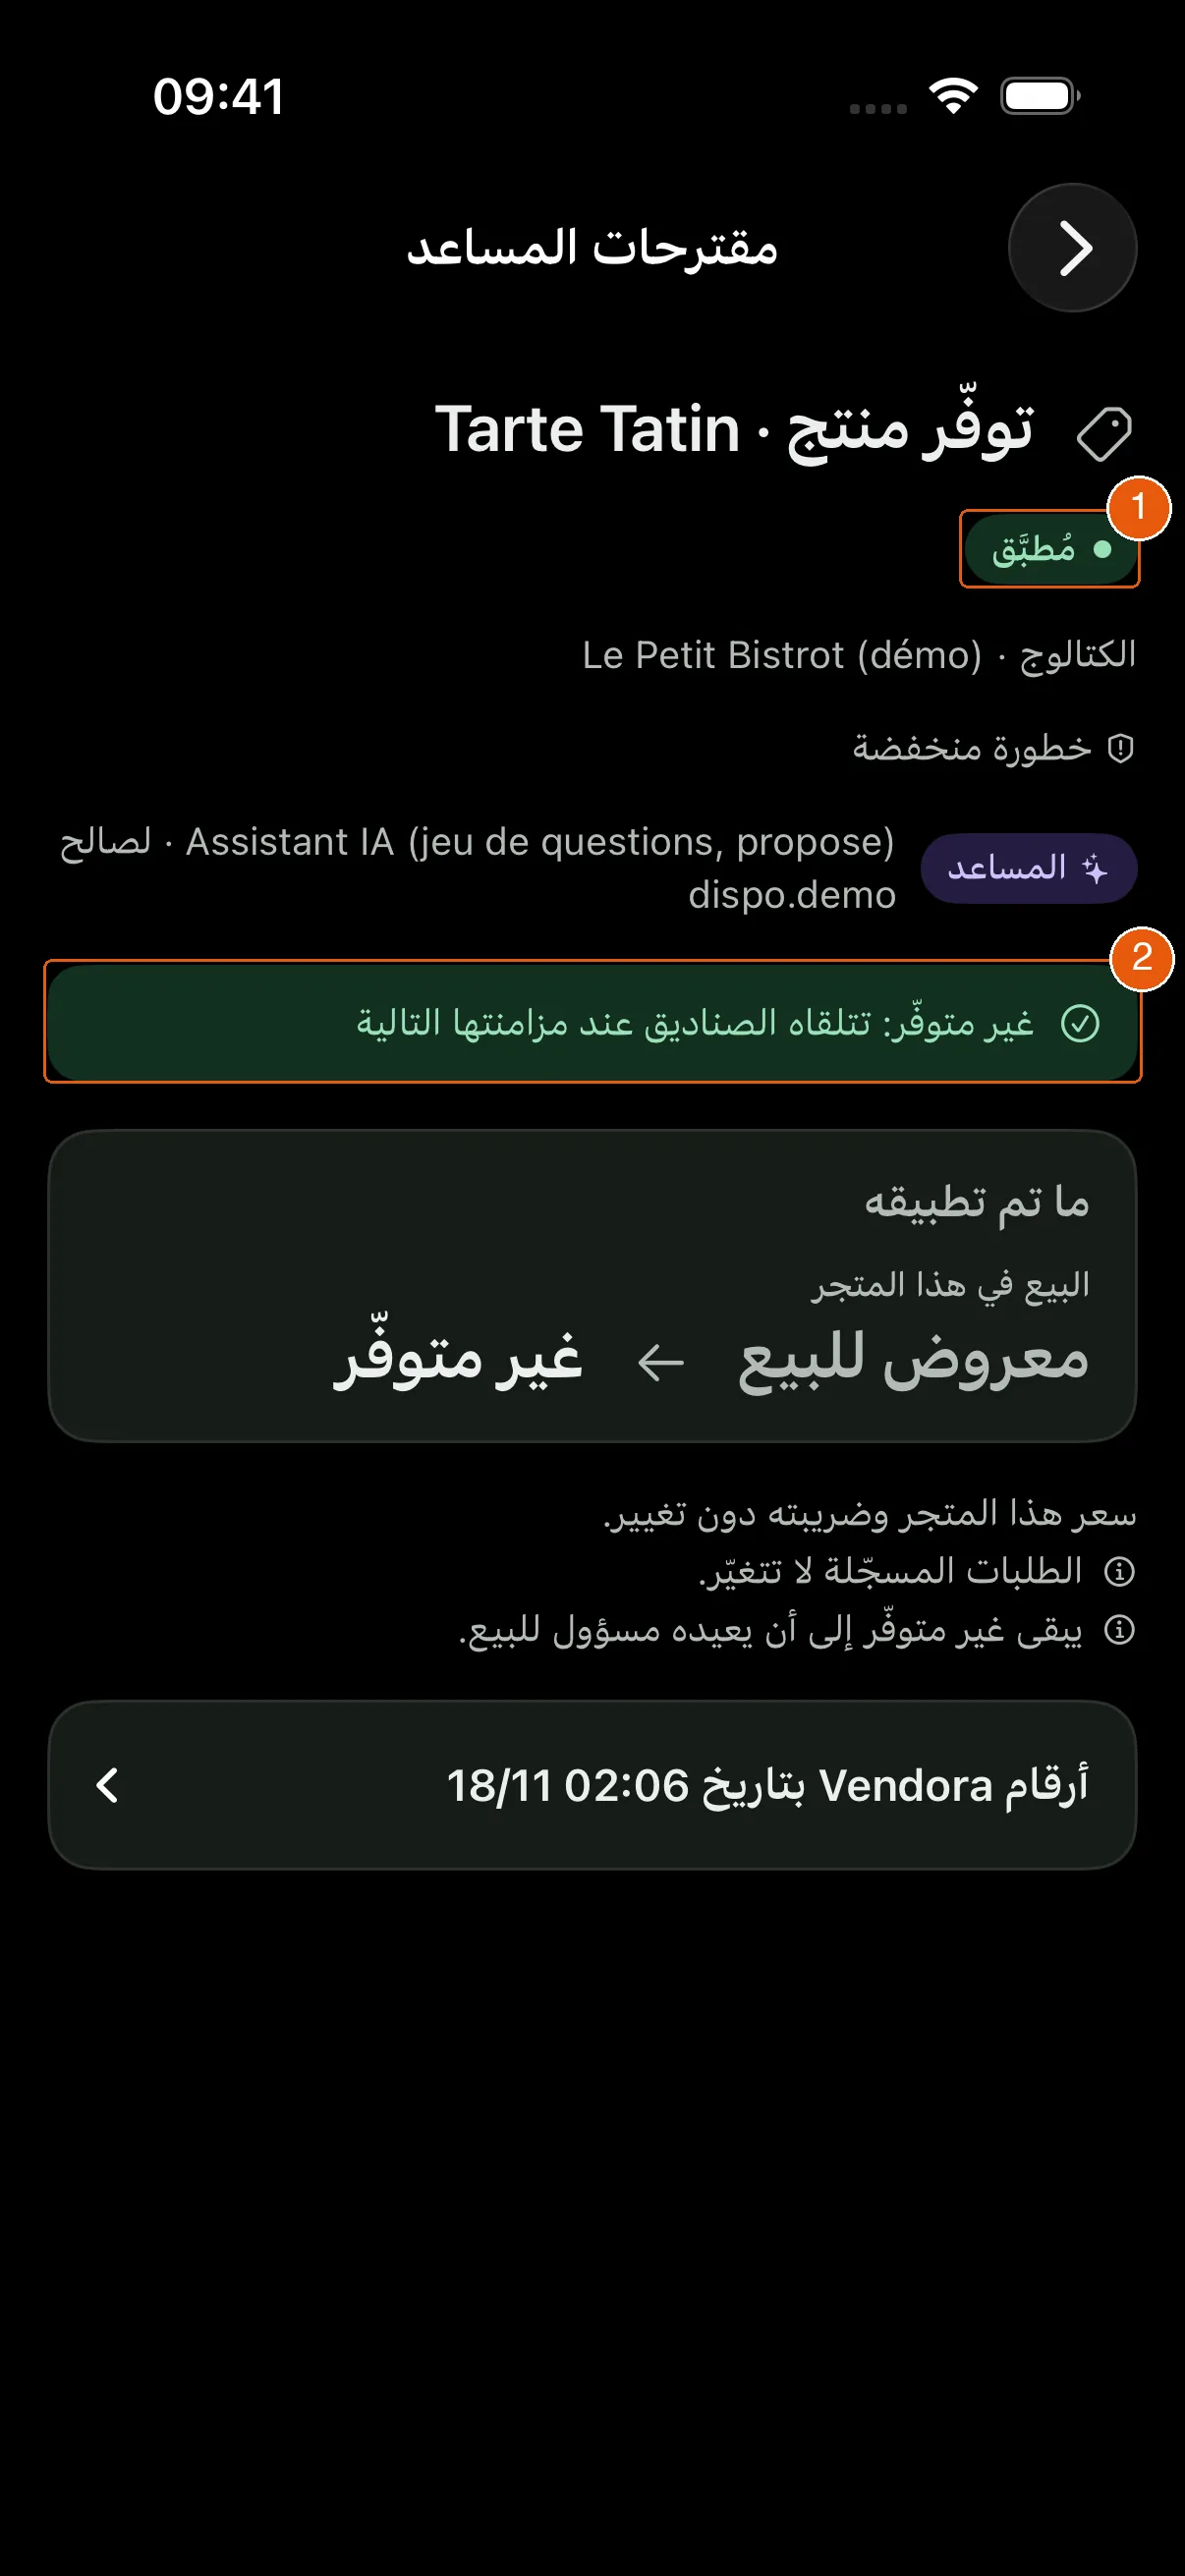 09:41
مقترحات المساعد
توفّر منتج · Tarte Tatin
1
مُطبَّق
الكتالوج · Le Petit Bistrot (démo)
خطورة منخفضة
المساعد
Assistant IA (jeu de questions, propose) · لصالح
dispo.demo
2
غير متوفّر: تتلقاه الصناديق عند مزامنتها التالية
ما تم تطبيقه
البيع في هذا المتجر
معروض للبيع ← غير متوفّر
سعر هذا المتجر وضريبته دون تغيير.
الطلبات المسجّلة لا تتغيّر.
يبقى غير متوفّر إلى أن يعيده مسؤول للبيع.
أرقام Vendora بتاريخ 18/11 02:06